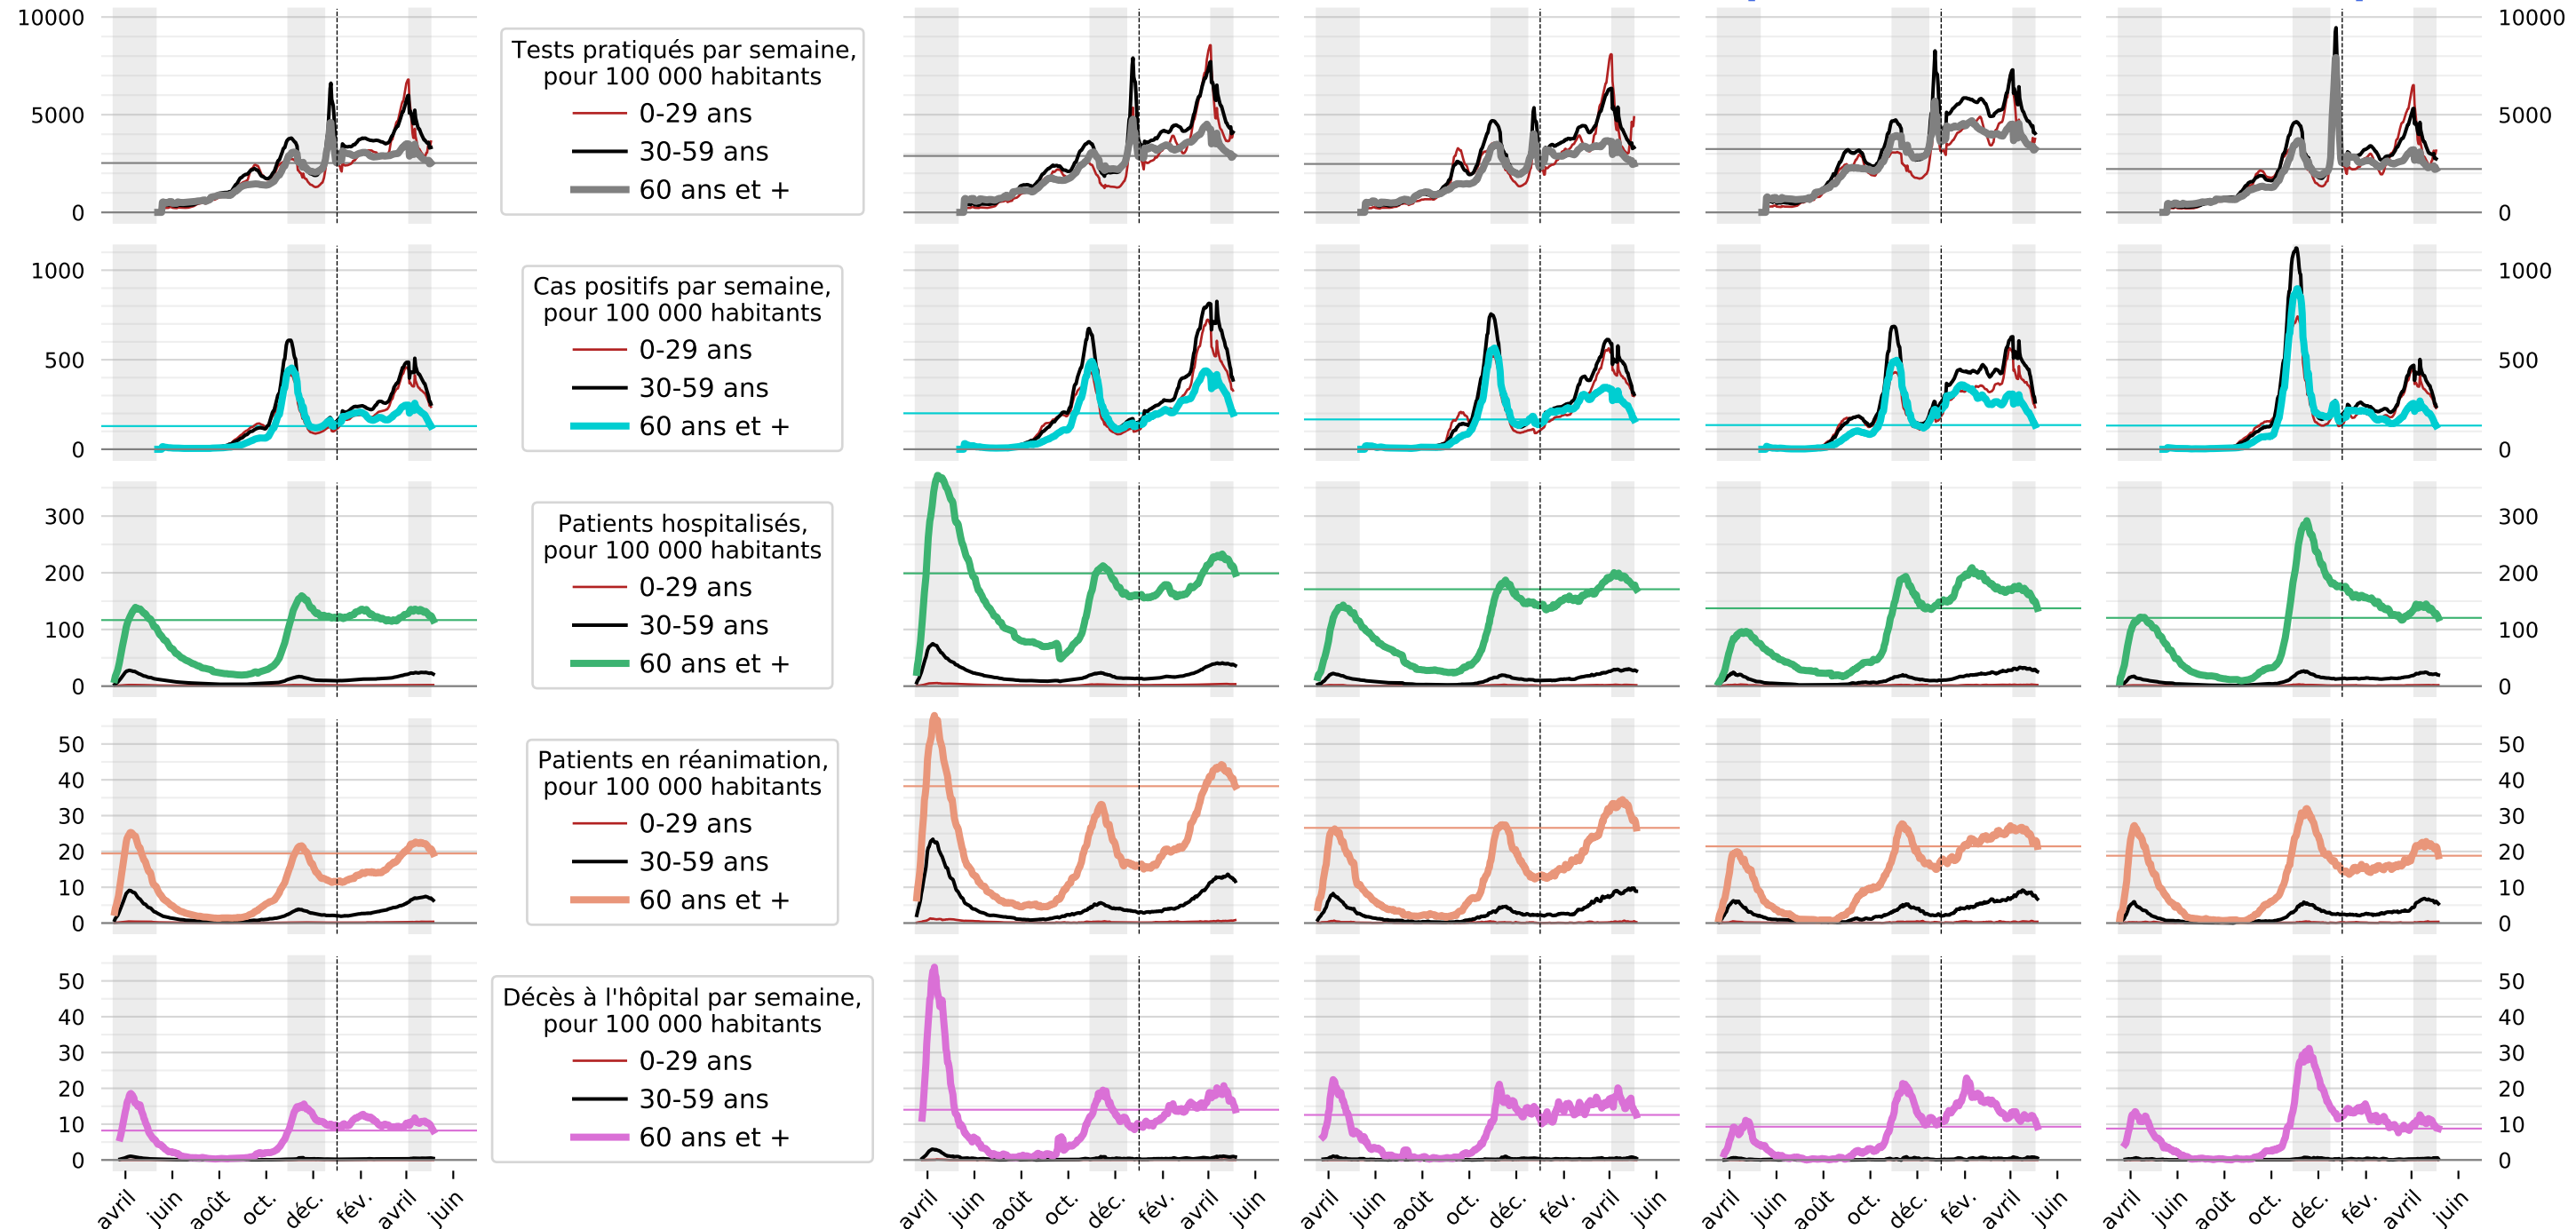 10000
5000
0
Tests pratiqués par semaine,
pour 100 000 habitants
0-29 ans
30-59 ans
60 ans et +
10000
5000
0
1000
500
0
Cas positifs par semaine,
pour 100 000 habitants
0-29 ans
30-59 ans
60 ans et +
1000
500
0
300
200
100
0
Patients hospitalisés,
pour 100 000 habitants
0-29 ans
30-59 ans
60 ans et +
300
200
100
0
50
40
30
20
10
0
Patients en réanimation,
pour 100 000 habitants
0-29 ans
30-59 ans
60 ans et +
50
40
30
20
10
0
50
40
30
20
10
0
Décès à l'hôpital par semaine,
pour 100 000 habitants
0-29 ans
30-59 ans
60 ans et +
50
40
30
20
10
0
avril juin août oct. déc. fév. avril juin
avril juin août oct. déc. fév. avril juin
avril juin août oct. déc. fév. avril juin
avril juin août oct. déc. fév. avril juin
avril juin août oct. déc. fév. avril juin